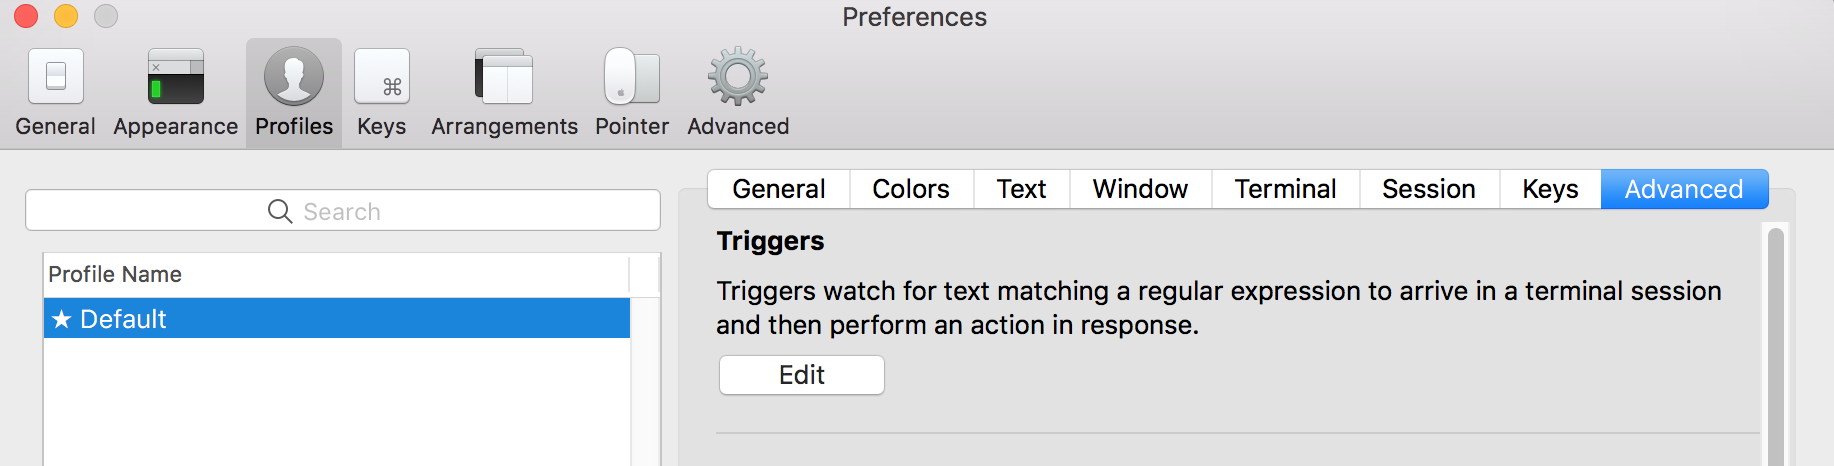 Preferences
General Appearance Profiles Keys Arrangements Pointer Advanced
General Colors Text Window Terminal Session Keys Advanced
Search
Profile Name
★ Default
Triggers
Triggers watch for text matching a regular expression to arrive in a terminal session
and then perform an action in response.
Edit